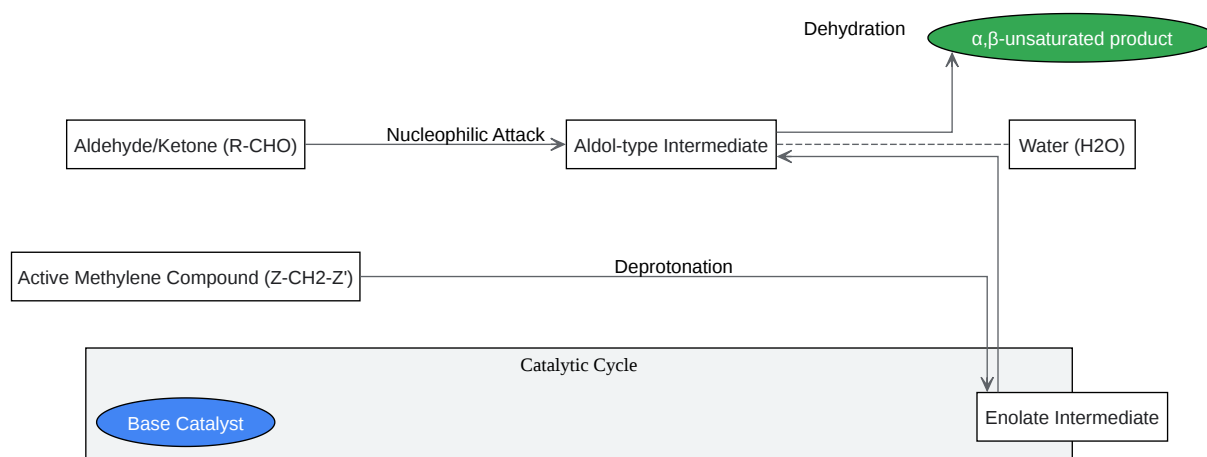 Dehydration
α,β-unsaturated product
Aldehyde/Ketone (R-CHO)
Nucleophilic Attack
Aldol-type Intermediate
Water (H2O)
Active Methylene Compound (Z-CH2-Z')
Deprotonation
Catalytic Cycle
Base Catalyst
Enolate Intermediate